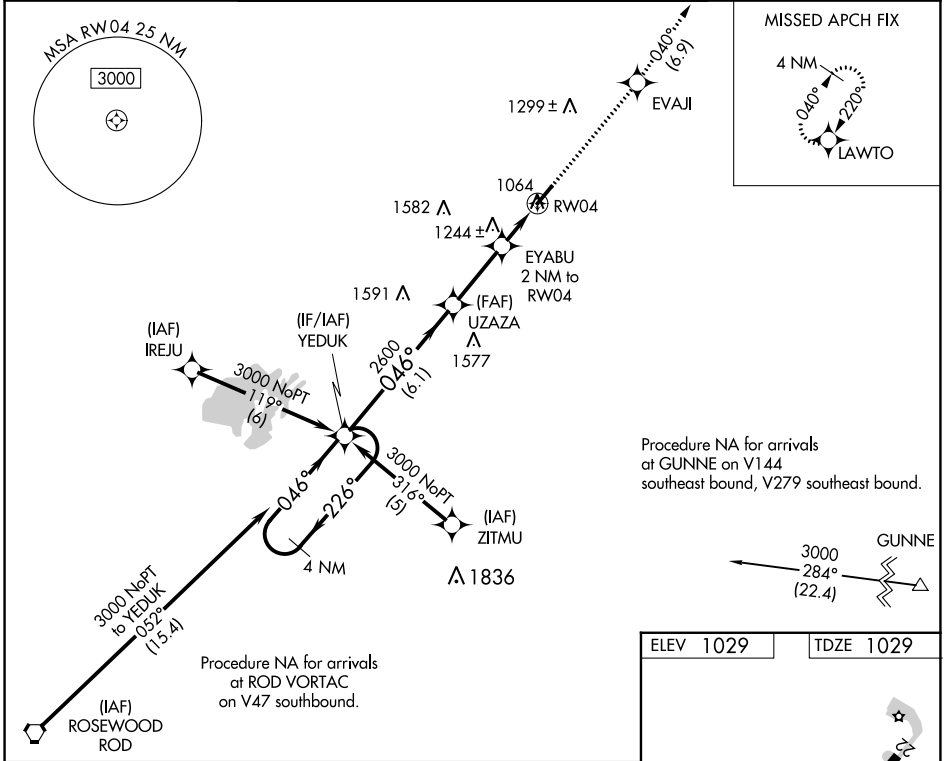 MSA RW04 25 NM
3000
MISSED APCH FIX
4 NM
040°
220°
LAWTO
040°
(6.9)
EVAJI
1299 ±
1064
RW04
1582
1244 ±
EYABU
2 NM to
RW04
1591
(FAF)
UZAZA
1577
(IF/IAF)
YEDUK
(IAF)
IREJU
3000 NoPT
119°
(6)
2600
046°
(6.1)
3000 NoPT
316°
(5)
(IAF)
ZITMU
046°
226°
4 NM
1836
Procedure NA for arrivals
at GUNNE on V144
southeast bound, V279 southeast bound.
GUNNE
3000
284°
(22.4)
3000 NoPT
to YEDUK
052°
(15.4)
Procedure NA for arrivals
at ROD VORTAC
on V47 southbound.
(IAF)
ROSEWOOD
ROD
ELEV 1029
TDZE 1029
22